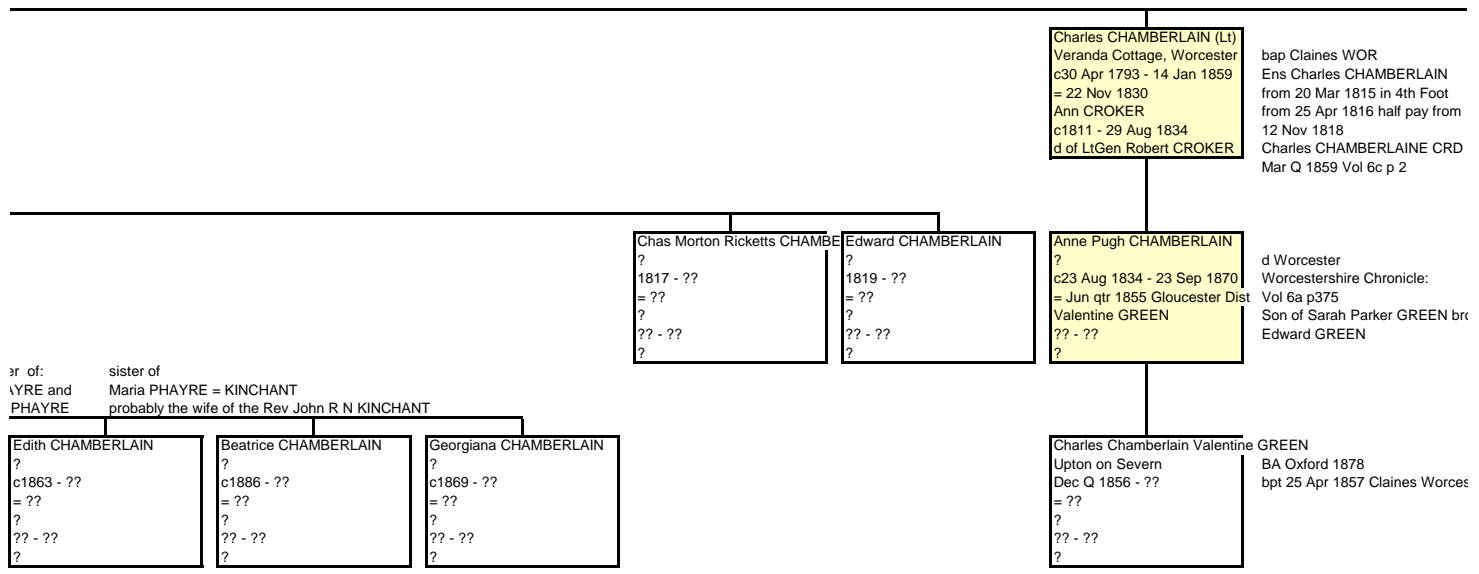 Charles CHAMBERLAIN (Lt)
Veranda Cottage, Worcester
c30 Apr 1793 - 14 Jan 1859
= 22 Nov 1830
Ann CROKER
c1811 - 29 Aug 1834
d of LtGen Robert CROKER
bap Claines WOR
Ens Charles CHAMBERLAIN
from 20 Mar 1815 in 4th Foot
from 25 Apr 1816 half pay from
12 Nov 1818
Charles CHAMBERLAINE CRD
Mar Q 1859 Vol 6c p 2
Chas Morton Ricketts CHAMBE
?
1817 - ??
= ??
?
?? - ??
?
Edward CHAMBERLAIN
?
1819 - ??
= ??
?
?? - ??
?
Anne Pugh CHAMBERLAIN
?
c23 Aug 1834 - 23 Sep 1870
= Jun qtr 1855 Gloucester Dist
Valentine GREEN
?? - ??
?
d Worcester
Worcestershire Chronicle:
Vol 6a p375
Son of Sarah Parker GREEN bro
Edward GREEN
er of:
AYRE and
PHAYRE
sister of
Maria PHAYRE = KINCHANT
probably the wife of the Rev John R N KINCHANT
Edith CHAMBERLAIN
?
c1863 - ??
= ??
?
?? - ??
?
Beatrice CHAMBERLAIN
?
c1886 - ??
= ??
?
?? - ??
?
Georgiana CHAMBERLAIN
?
c1869 - ??
= ??
?
?? - ??
?
Charles Chamberlain Valentine GREEN
Upton on Severn
Dec Q 1856 - ??
= ??
?
?? - ??
?
BA Oxford 1878
bpt 25 Apr 1857 Claines Worces